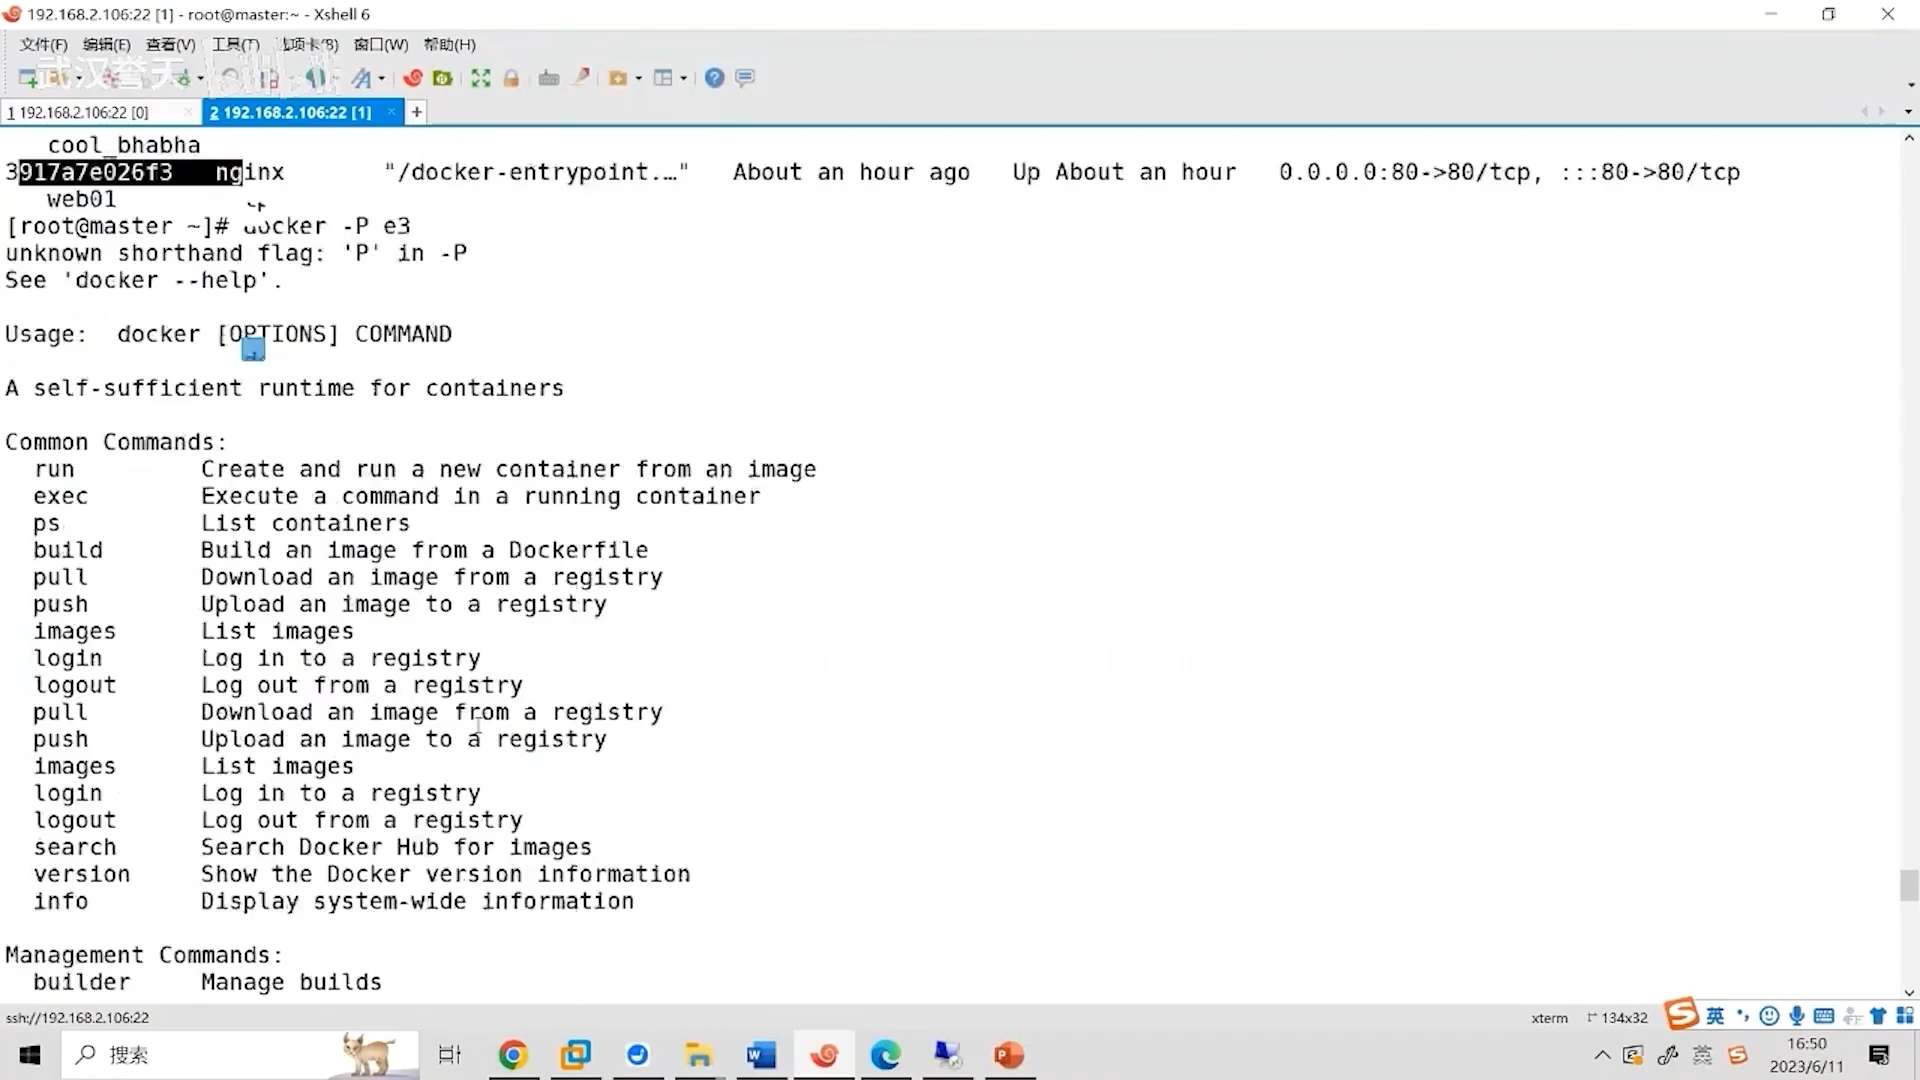 192.168.2.106:22 [1] - root@master:~ - Xshell 6
文件(F) 编辑(E) 查看(V) 工具(T) 选项卡(B) 窗口(W) 帮助(H)
武汉誉天 bilibili
1 192.168.2.106:22 [0] 2 192.168.2.106:22 [1] +
cool_bhabha
3917a7e026f3 nginx "/docker-entrypoint.…" About an hour ago Up About an hour 0.0.0.0:80->80/tcp, :::80->80/tcp
web01
[root@master ~]# docker -P e3
unknown shorthand flag: 'P' in -P
See 'docker --help'.
Usage: docker [OPTIONS] COMMAND
A self-sufficient runtime for containers
Common Commands:
run Create and run a new container from an image
exec Execute a command in a running container
ps List containers
build Build an image from a Dockerfile
pull Download an image from a registry
push Upload an image to a registry
images List images
login Log in to a registry
logout Log out from a registry
pull Download an image from a registry
push Upload an image to a registry
images List images
login Log in to a registry
logout Log out from a registry
search Search Docker Hub for images
version Show the Docker version information
info Display system-wide information
Management Commands:
builder Manage builds
ssh://192.168.2.106:22 xterm 134x32 英
搜索 英 16:50
2023/6/11